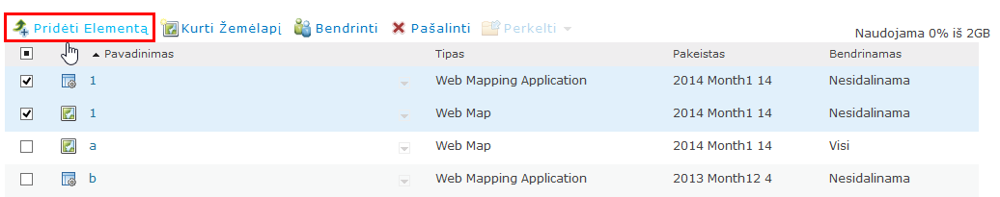 Pridėti Elementą Kurti Žemėlapį Bendrinti Pašalinti Perkelti
Naudojama 0% iš 2GB
Pavadinimas Tipas Pakeistas Bendrinamas
1 Web Mapping Application 2014 Month1 14 Nesidalinama
1 Web Map 2014 Month1 14 Nesidalinama
a Web Map 2014 Month1 14 Visi
b Web Mapping Application 2013 Month12 4 Nesidalinama